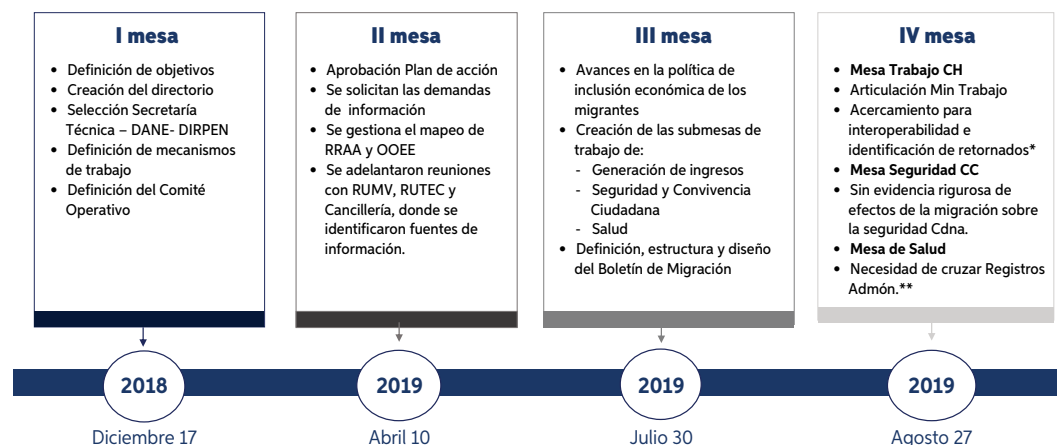 I mesa
• Definición de objetivos
• Creación del directorio
• Selección Secretaría
Técnica – DANE- DIRPEN
• Definición de mecanismos
de trabajo
• Definición del Comité
Operativo
II mesa
• Aprobación Plan de acción
• Se solicitan las demandas
de información
• Se gestiona el mapeo de
RRAA y OOEE
• Se adelantaron reuniones
con RUMV, RUTEC y
Cancillería, donde se
identificaron fuentes de
información.
III mesa
• Avances en la política de
inclusión económica de los
migrantes
• Creación de las submesas de
trabajo de:
- Generación de ingresos
- Seguridad y Convivencia
Ciudadana
- Salud
• Definición, estructura y diseño
del Boletín de Migración
IV mesa
• Mesa Trabajo CH
• Articulación Min Trabajo
• Acercamiento para
interoperabilidad e
identificación de retornados*
• Mesa Seguridad CC
• Sin evidencia rigurosa de
efectos de la migración sobre
la seguridad Cdna.
• Mesa de Salud
• Necesidad de cruzar Registros
Admón.**
2018
2019
2019
2019
Diciembre 17
Abril 10
Julio 30
Agosto 27